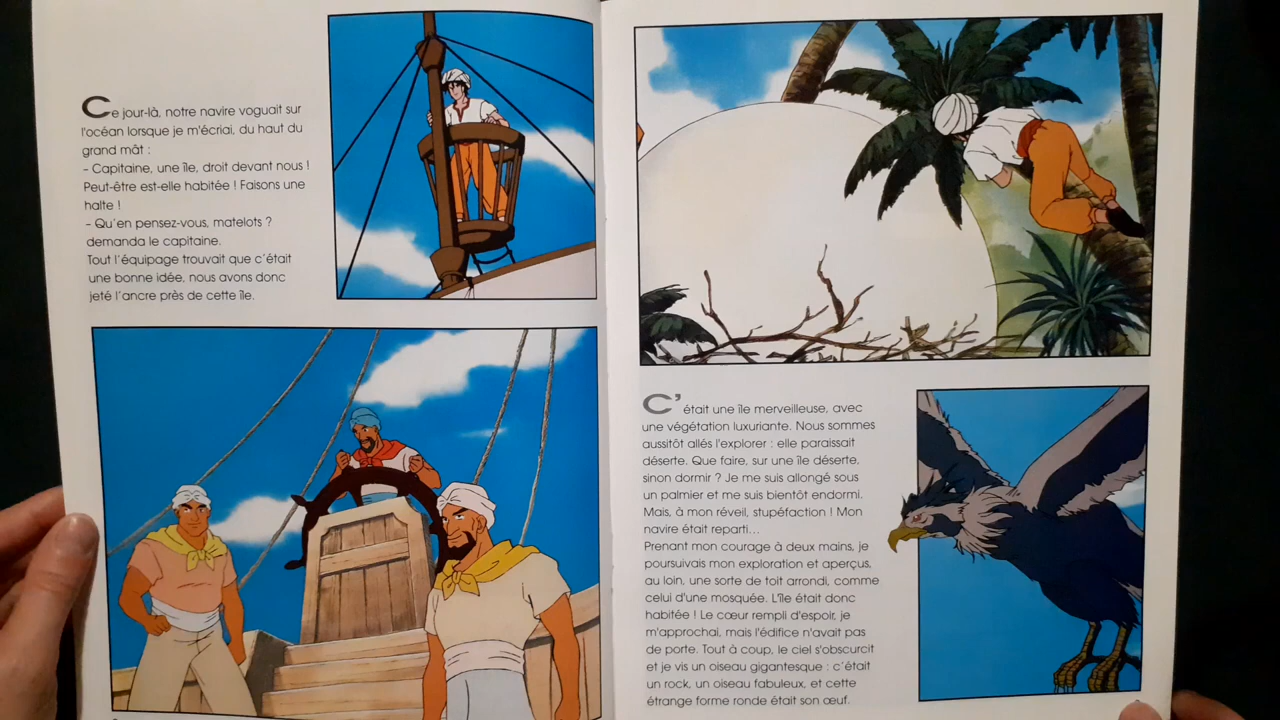 Ce jour-là, notre navire voguait sur
l'océan lorsque je m'écriai, du haut du
grand mât :
- Capitaine, une île, droit devant nous !
Peut-être est-elle habitée ! Faisons une
halte !
- Qu'en pensez-vous, matelots ?
demanda le capitaine.
Tout l'équipage trouvait que c'était
une bonne idée, nous avons donc
jeté l'ancre près de cette île.
C'était une île merveilleuse, avec
une végétation luxuriante. Nous sommes
aussitôt allés l'explorer : elle paraissait
déserte. Que faire, sur une île déserte.
sinon dormir ? Je me suis allongé sous
un palmier et me suis bientôt endormi.
Mais, à mon réveil, stupéfaction ! Mon
navire était reparti...
Prenant mon courage à deux mains, je
poursuivais mon exploration et aperçus,
au loin, une sorte de toit arrondi, comme
celui d'une mosquée. L'île était donc
habitée ! Le cœur rempli d'espoir, je
m'approchai, mais l'édifice n'avait pas
de porte. Tout à coup, le ciel s'obscurcit
et je vis un oiseau gigantesque : c'était
un rock, un oiseau fabuleux, et cette
étrange forme ronde était son œuf.